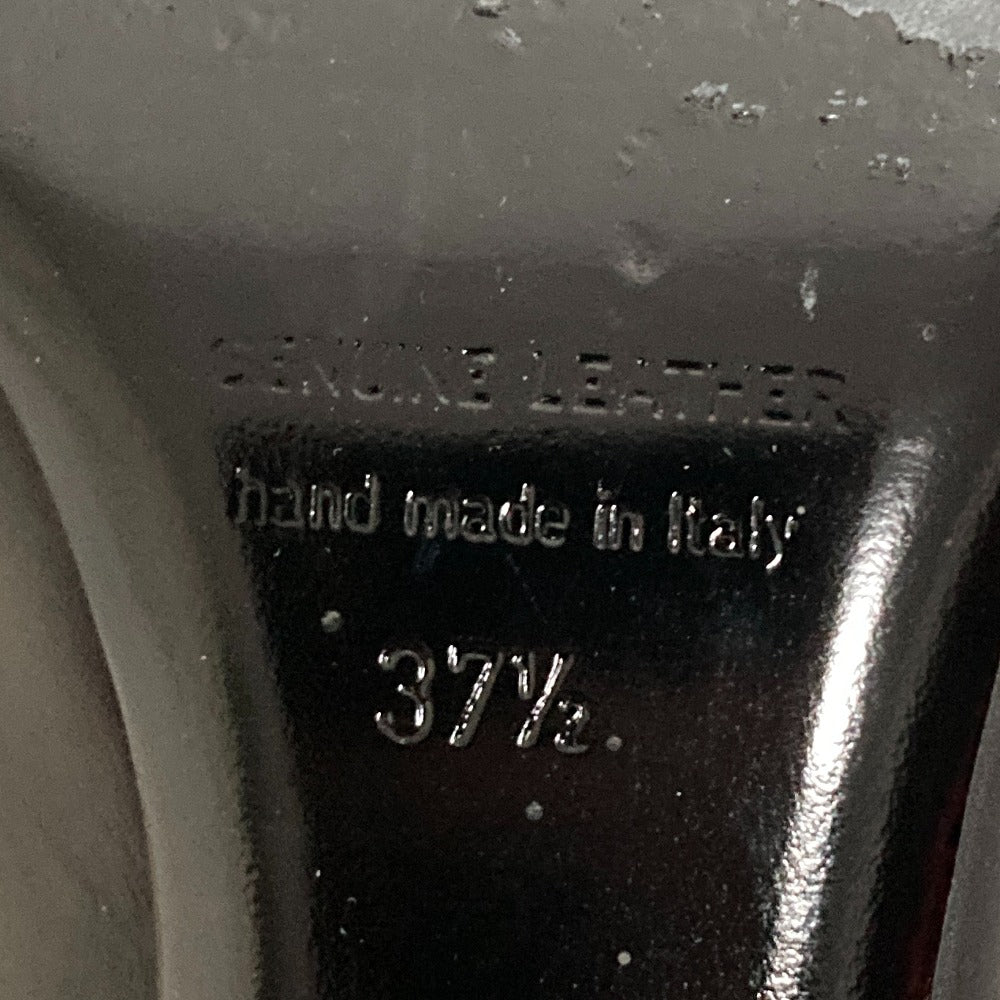 GENUINE LEATHER
hand made in Italy
37½.